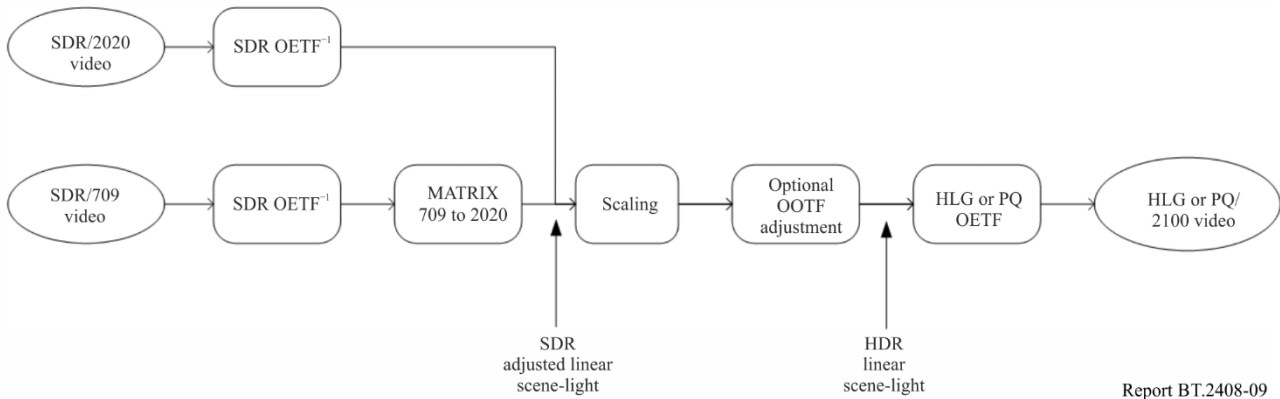 SDR/2020
video
SDR OETF⁻¹
SDR/709
video
SDR OETF⁻¹
MATRIX
709 to 2020
Scaling
Optional
OOTF
adjustment
HLG or PQ
OETF
HLG or PQ/
2100 video
SDR
adjusted linear
scene-light
HDR
linear
scene-light
Report BT.2408-09